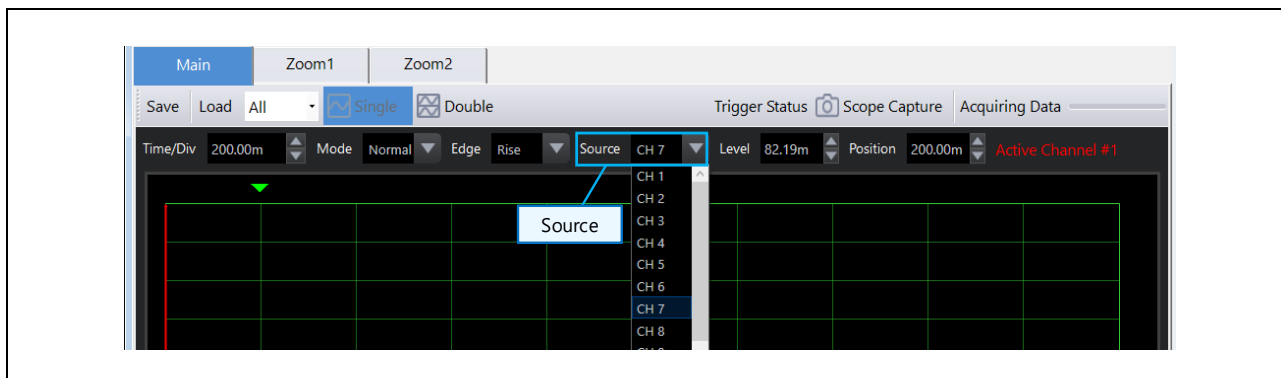 Main Zoom1 Zoom2
Save Load All Single Double Trigger Status Scope Capture Acquiring Data
Time/Div 200.00m Mode Normal Edge Rise Source CH 7 Level 82.19m Position 200.00m Active Channel #1
CH 1
CH 2
Source
CH 3
CH 4
CH 5
CH 6
CH 7
CH 8